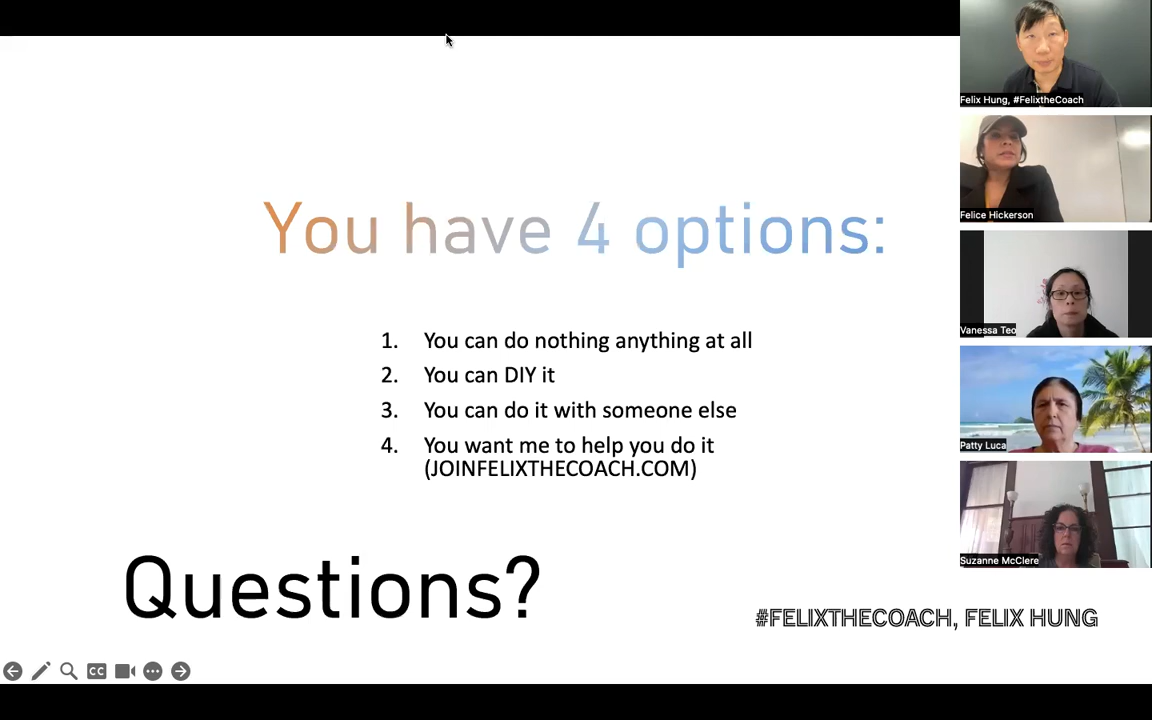 You have 4 options:
1. You can do nothing anything at all
2. You can DIY it
3. You can do it with someone else
4. You want me to help you do it
(JOINFELIXTHECOACH.COM)
Questions?
#FELIXTHECOACH, FELIX HUNG
CC
Felix Hung, #FelixtheCoach
Felice Hickerson
Vanessa Teo
Patty Luca
Suzanne McClere